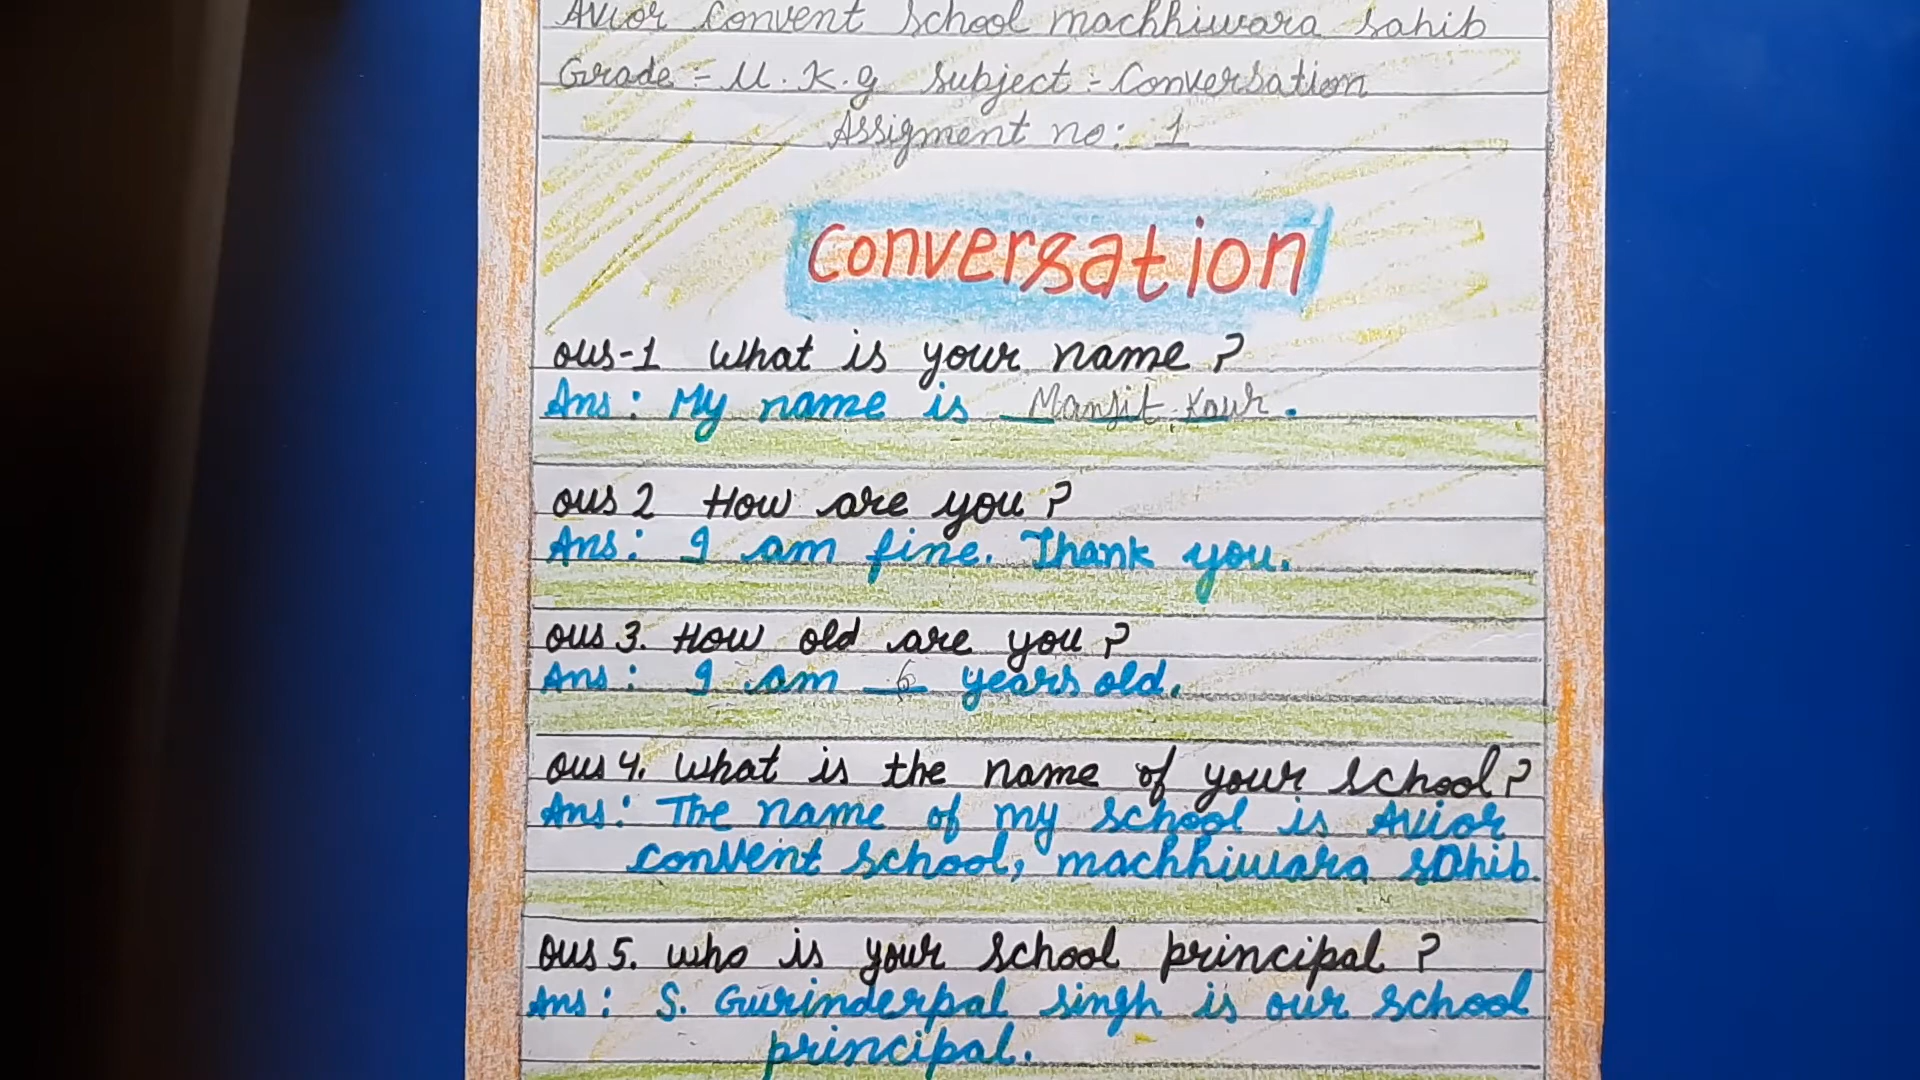 Avior Convent School machhiwara sahib
Grade :- U.K.g Subject :- Conversation
Assigment no :- 1
Conversation
Ous-1 What is your name ?
Ans : My name is Manjit Kaur.
Ous 2 How are you ?
Ans : I am fine. Thank you.
Ous 3. How old are you ?
Ans : I am 6 years old.
Ous 4. What is the name of your school ?
Ans : The name of my school is Avior
convent school, machhiwara sahib.
Ous 5. who is your school principal ?
Ans : S. Gurinderpal singh is our school
principal.